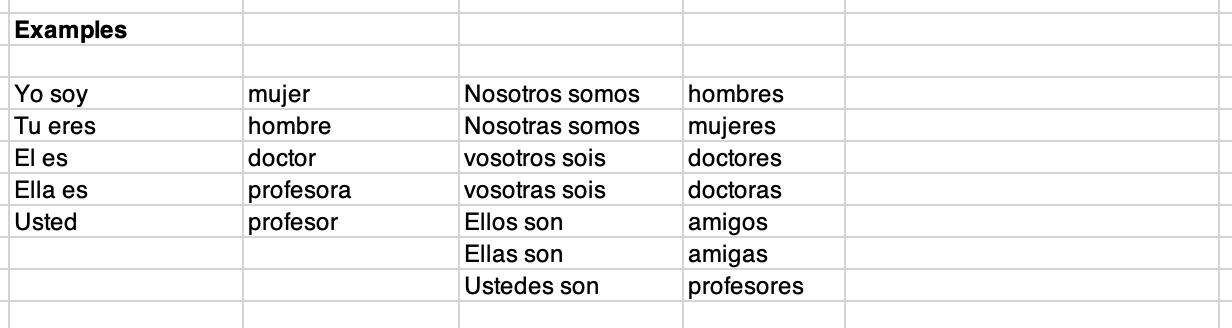 Examples
Yo soy mujer Nosotros somos hombres
Tu eres hombre Nosotras somos mujeres
El es doctor vosotros sois doctores
Ella es profesora vosotras sois doctoras
Usted profesor Ellos son amigos
Ellas son amigas
Ustedes son profesores